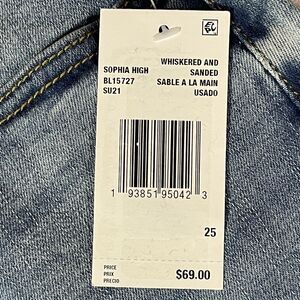 WHISKERED AND
SOPHIA HIGH SANDED
BL15727 SABLE A LA MAIN
SU21 USADO
1 93851 95042 3
25
PRICE
PRIX
PRECIO
$69.00